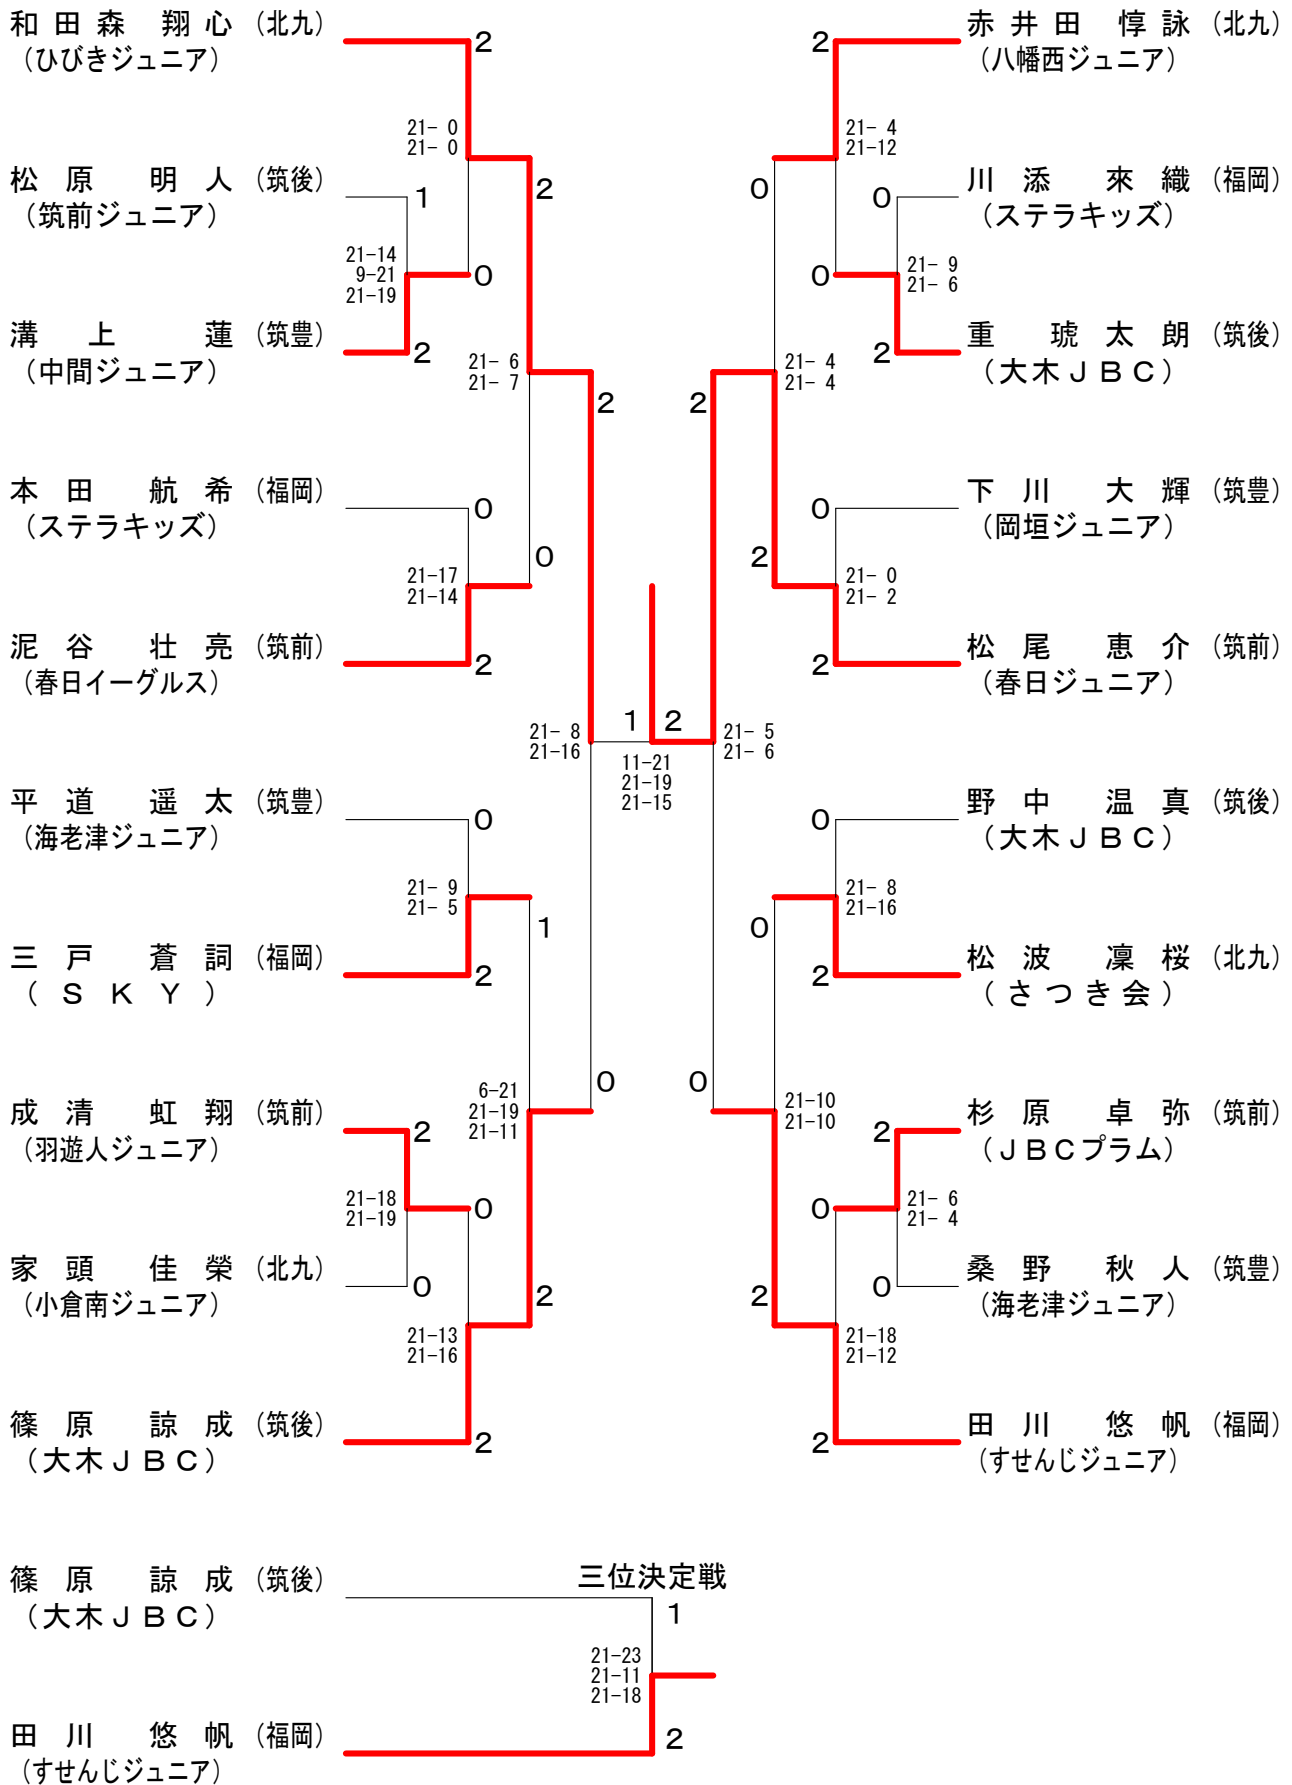 和田森 翔心 (北九)
(ひびきジュニア)
2
21- 0
21- 0
松原 明人 (筑後)
(筑前ジュニア)
1
2
21-14
9-21
21-19
0
溝上 蓮 (筑豊)
(中間ジュニア)
2
21- 6
21- 7
2
本田 航希 (福岡)
(ステラキッズ)
0
0
21-17
21-14
泥谷 壮亮 (筑前)
(春日イーグルス)
2
21- 8
21-16
平道 遥太 (筑豊)
(海老津ジュニア)
0
21- 9
21- 5
1
三戸 蒼詞 (福岡)
(SKY)
2
6-21
21-19
21-11
0
成清 虹翔 (筑前)
(羽遊人ジュニア)
2
21-18
21-19
0
家頭 佳榮 (北九)
(小倉南ジュニア)
0
2
21-13
21-16
篠原 諒成 (筑後)
(大木JBC)
2
1 2
11-21
21-19
21-15
赤井田 惇詠 (北九)
(八幡西ジュニア)
2
21- 4
21-12
0
川添 來織 (福岡)
(ステラキッズ)
0
21- 9
21- 6
0
重 琥太朗 (筑後)
(大木JBC)
2
21- 4
21- 4
2
下川 大輝 (筑豊)
(岡垣ジュニア)
0
2
21- 0
21- 2
松尾 恵介 (筑前)
(春日ジュニア)
2
21- 5
21- 6
野中 温真 (筑後)
(大木JBC)
0
21- 8
21-16
0
松波 凜桜 (北九)
(さつき会)
2
0
21-10
21-10
杉原 卓弥 (筑前)
(JBCプラム)
2
21- 6
21- 4
0
桑野 秋人 (筑豊)
(海老津ジュニア)
0
2
21-18
21-12
田川 悠帆 (福岡)
(すせんじジュニア)
2
三位決定戦
篠原 諒成 (筑後)
(大木JBC)
1
21-23
21-11
21-18
田川 悠帆 (福岡)
(すせんじジュニア)
2